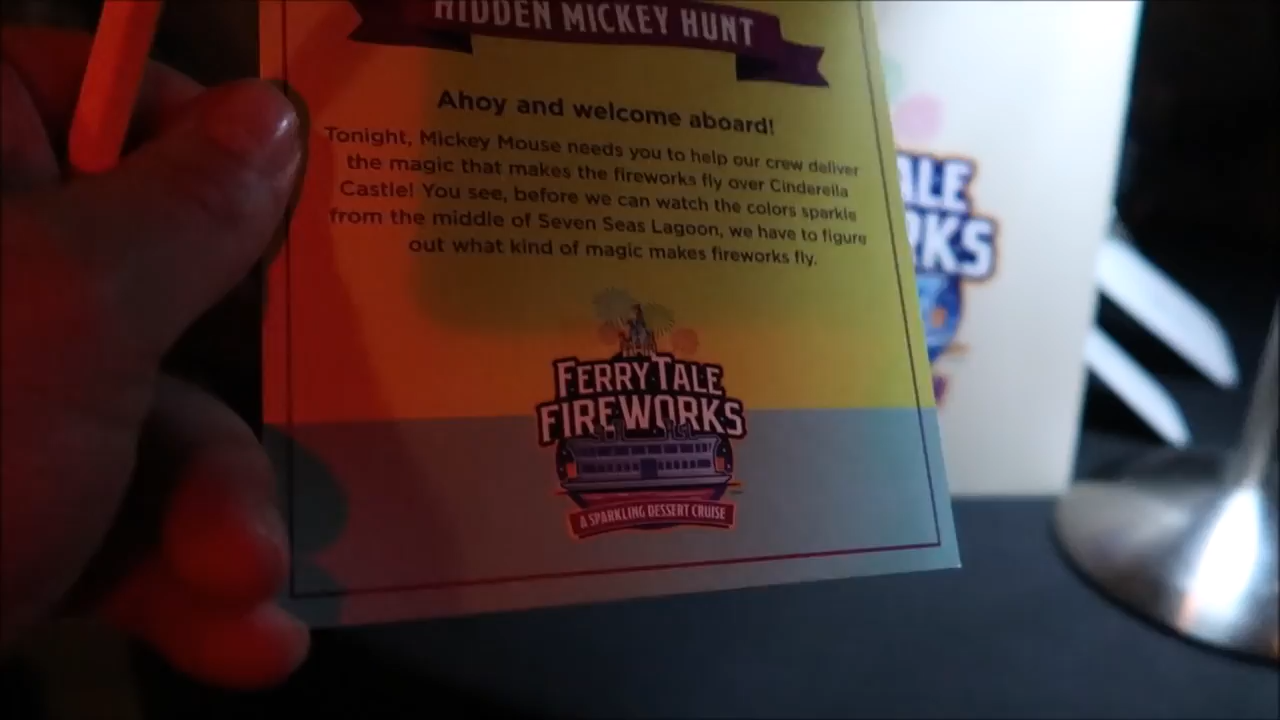 HIDDEN MICKEY HUNT
Ahoy and welcome aboard!
Tonight, Mickey Mouse needs you to help our crew deliver
the magic that makes the fireworks fly over Cinderella
Castle! You see, before we can watch the colors sparkle
from the middle of Seven Seas Lagoon, we have to figure
out what kind of magic makes fireworks fly.
FERRY TALE
FIREWORKS
A SPARKLING DESSERT CRUISE
ALE
RKS